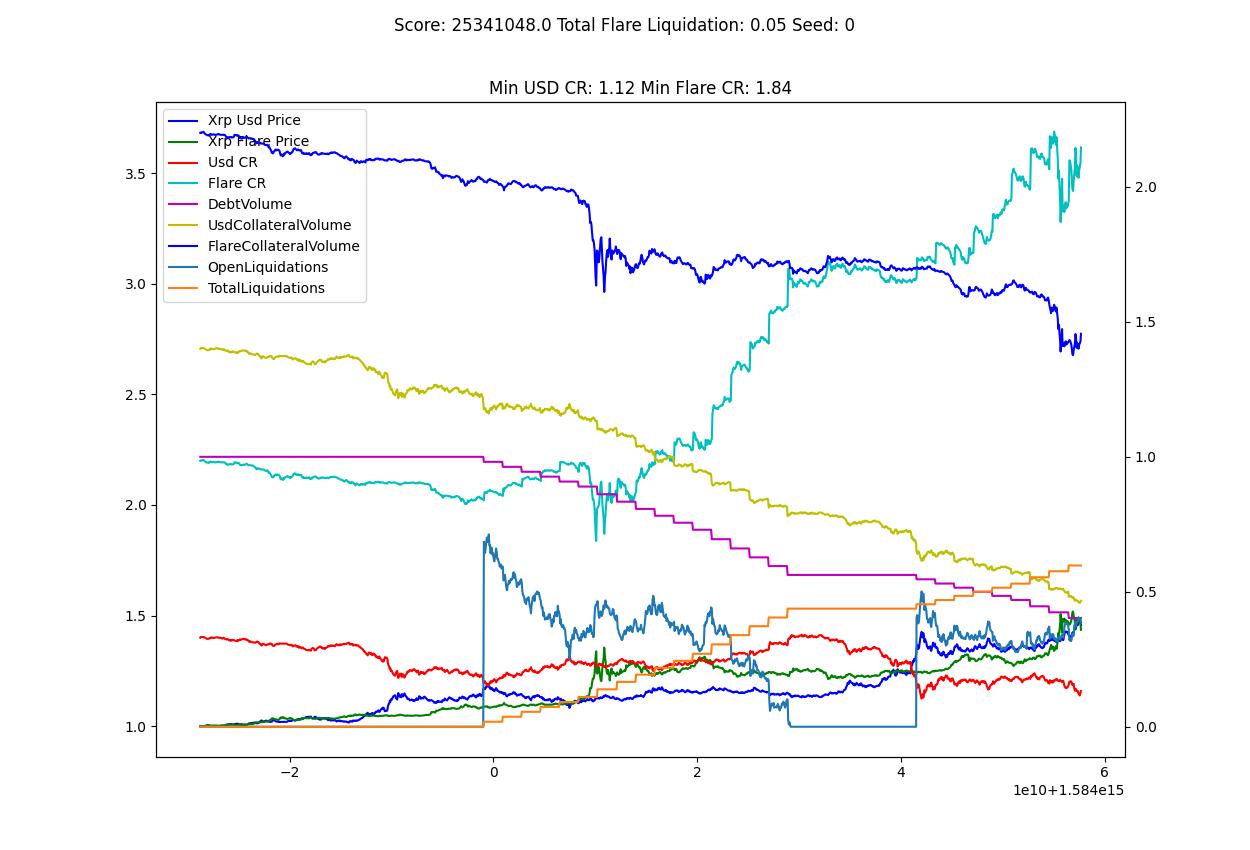 Score: 25341048.0 Total Flare Liquidation: 0.05 Seed: 0
Min USD CR: 1.12 Min Flare CR: 1.84
Xrp Usd Price
Xrp Flare Price
Usd CR
Flare CR
DebtVolume
UsdCollateralVolume
FlareCollateralVolume
OpenLiquidations
TotalLiquidations
3.5
3.0
2.5
2.0
1.5
1.0
2.0
1.5
1.0
0.5
0.0
−2
0
2
4
6
1e10+1.584e15